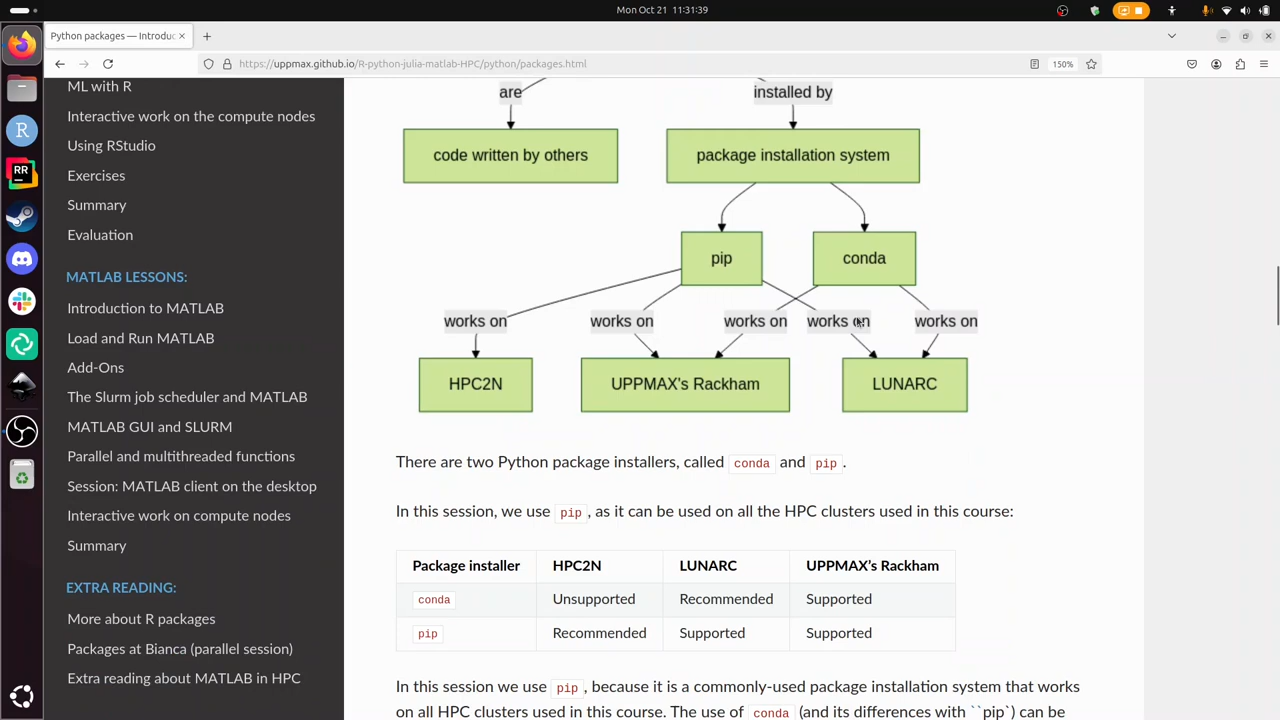 Mon Oct 21 11:31:39
Python packages — Introduc
https://uppmax.github.io/R-python-julia-matlab-HPC/python/packages.html
150%
ML with R
Interactive work on the compute nodes
Using RStudio
Exercises
Summary
Evaluation
MATLAB LESSONS:
Introduction to MATLAB
Load and Run MATLAB
Add-Ons
The Slurm job scheduler and MATLAB
MATLAB GUI and SLURM
Parallel and multithreaded functions
Session: MATLAB client on the desktop
Interactive work on compute nodes
Summary
EXTRA READING:
More about R packages
Packages at Bianca (parallel session)
Extra reading about MATLAB in HPC
are installed by
code written by others package installation system
pip conda
works on works on works on works on works on
HPC2N UPPMAX's Rackham LUNARC
There are two Python package installers, called conda and pip.
In this session, we use pip, as it can be used on all the HPC clusters used in this course:
Package installer HPC2N LUNARC UPPMAX's Rackham
conda Unsupported Recommended Supported
pip Recommended Supported Supported
In this session we use pip, because it is a commonly-used package installation system that works
on all HPC clusters used in this course. The use of conda (and its differences with ``pip`) can be
R
RR